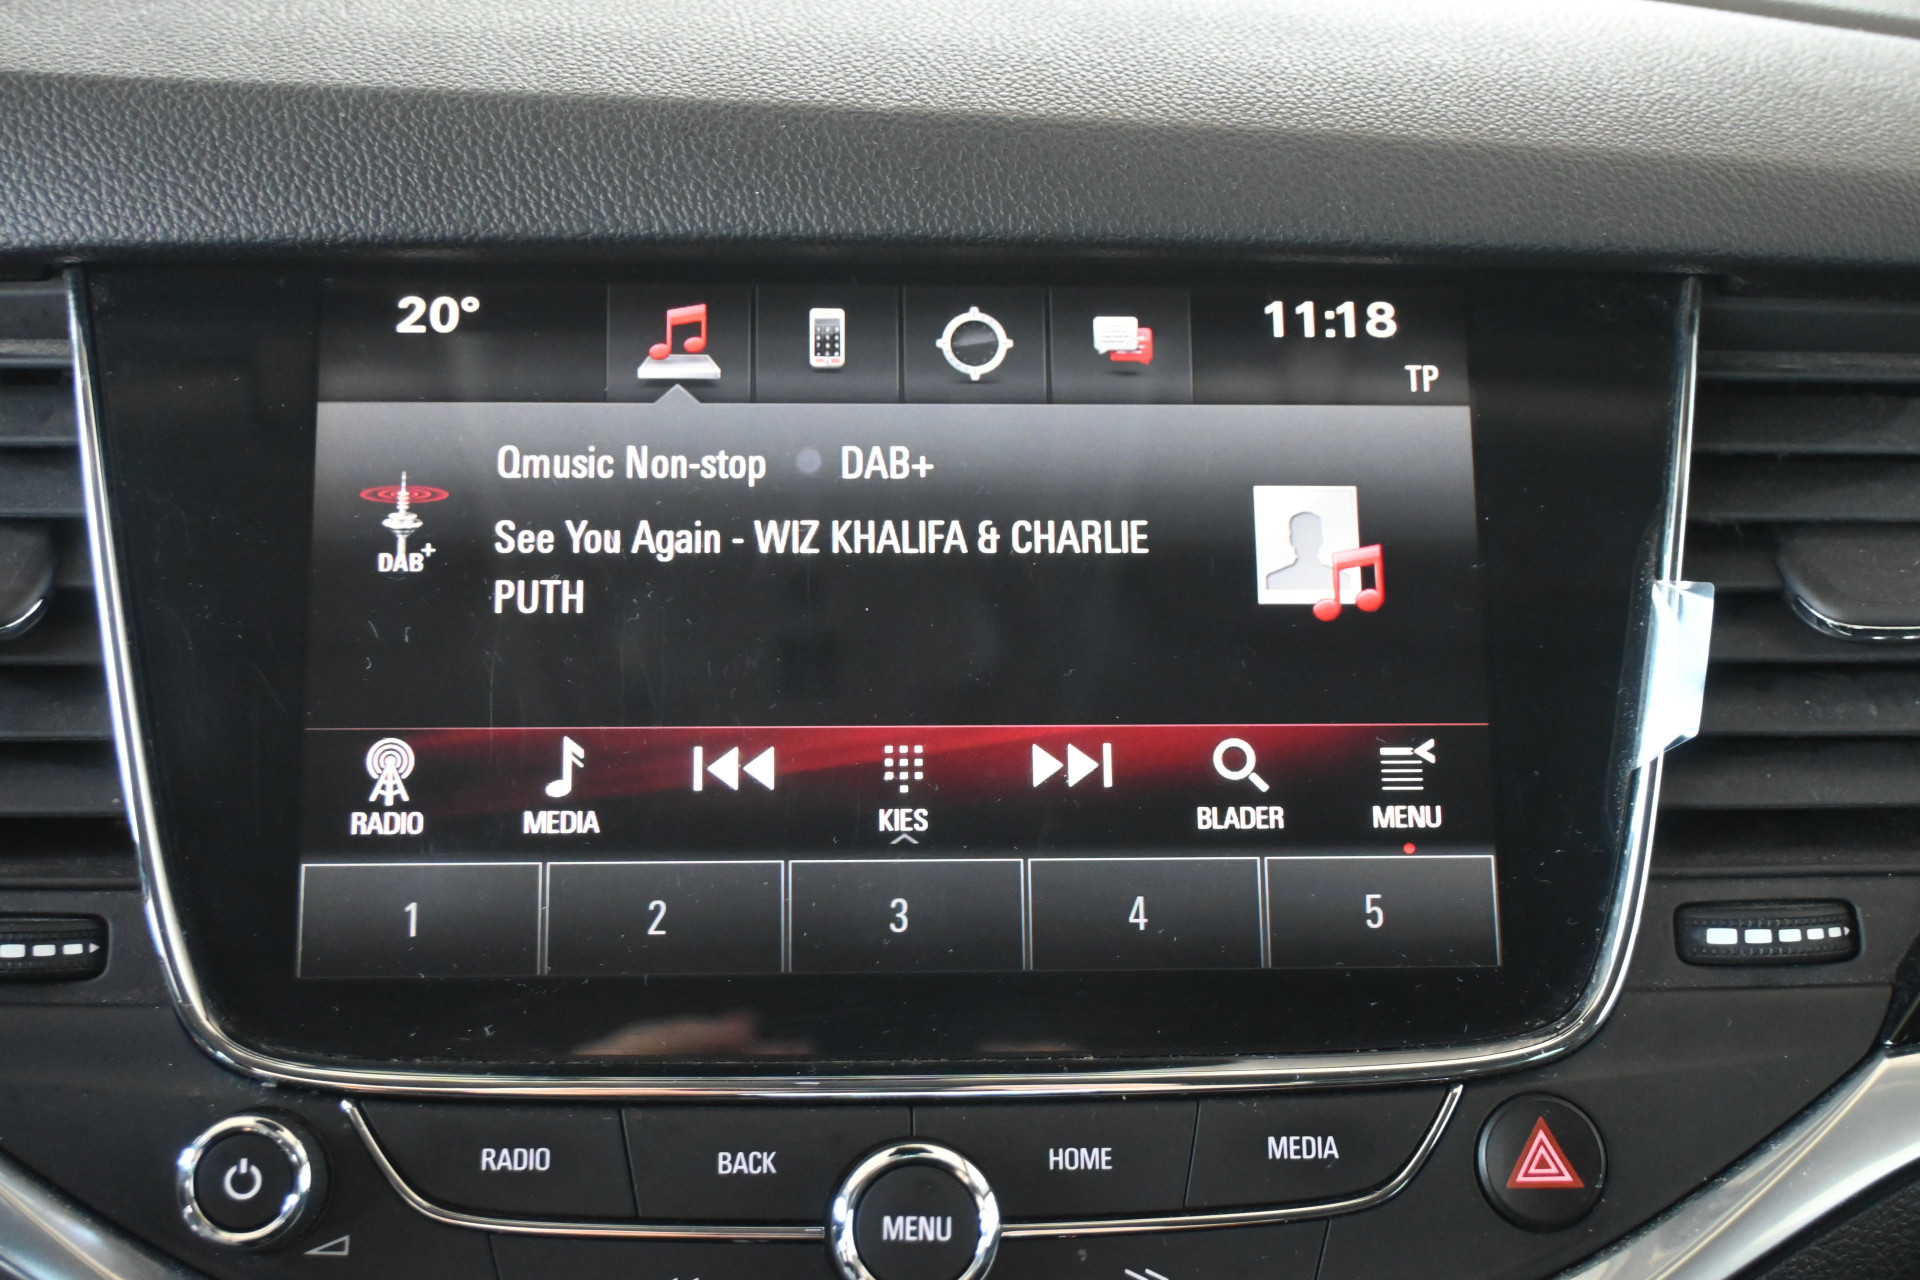 20°
11:18
TP
Qmusic Non-stop DAB+
DAB+
See You Again - WIZ KHALIFA & CHARLIE
PUTH
RADIO MEDIA KIES BLADER MENU
1 2 3 4 5
RADIO BACK HOME MEDIA
MENU